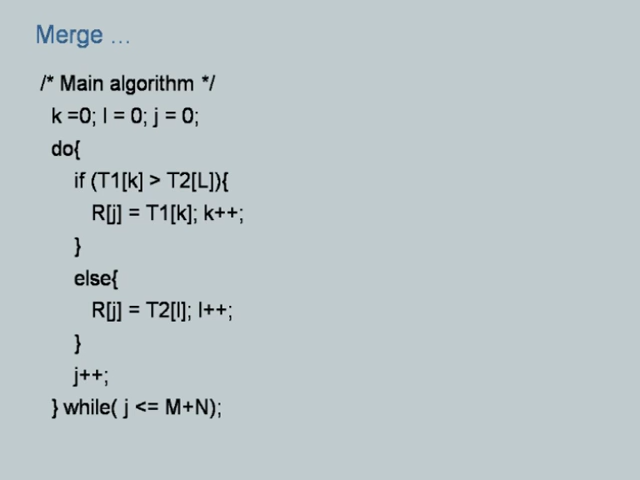 Merge ...
/* Main algorithm */
k =0; l = 0; j = 0;
do{
if (T1[k] > T2[L]){
R[j] = T1[k]; k++;
}
else{
R[j] = T2[l]; l++;
}
j++;
} while( j <= M+N);